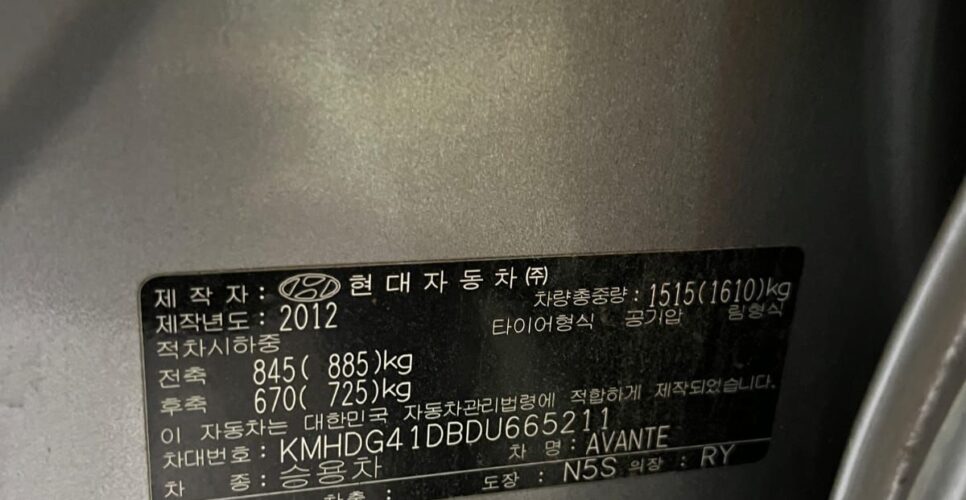 제 작 자 : 현 대 자 동 차 ㈜
차량총중량 : 1515(1610)kg
제작년도 : 2012
타이어형식 공기압 림형식
적차시하중
전축 845( 885)kg
후축 670( 725)kg
이 자동차는 대한민국 자동차관리법령에 적합하게 제작되었습니다.
차대번호 : KMHDG41DBDU665211
차 종 : 승용차 차 명 : AVANTE
도장 : N5S 의장 : RY
차축 :